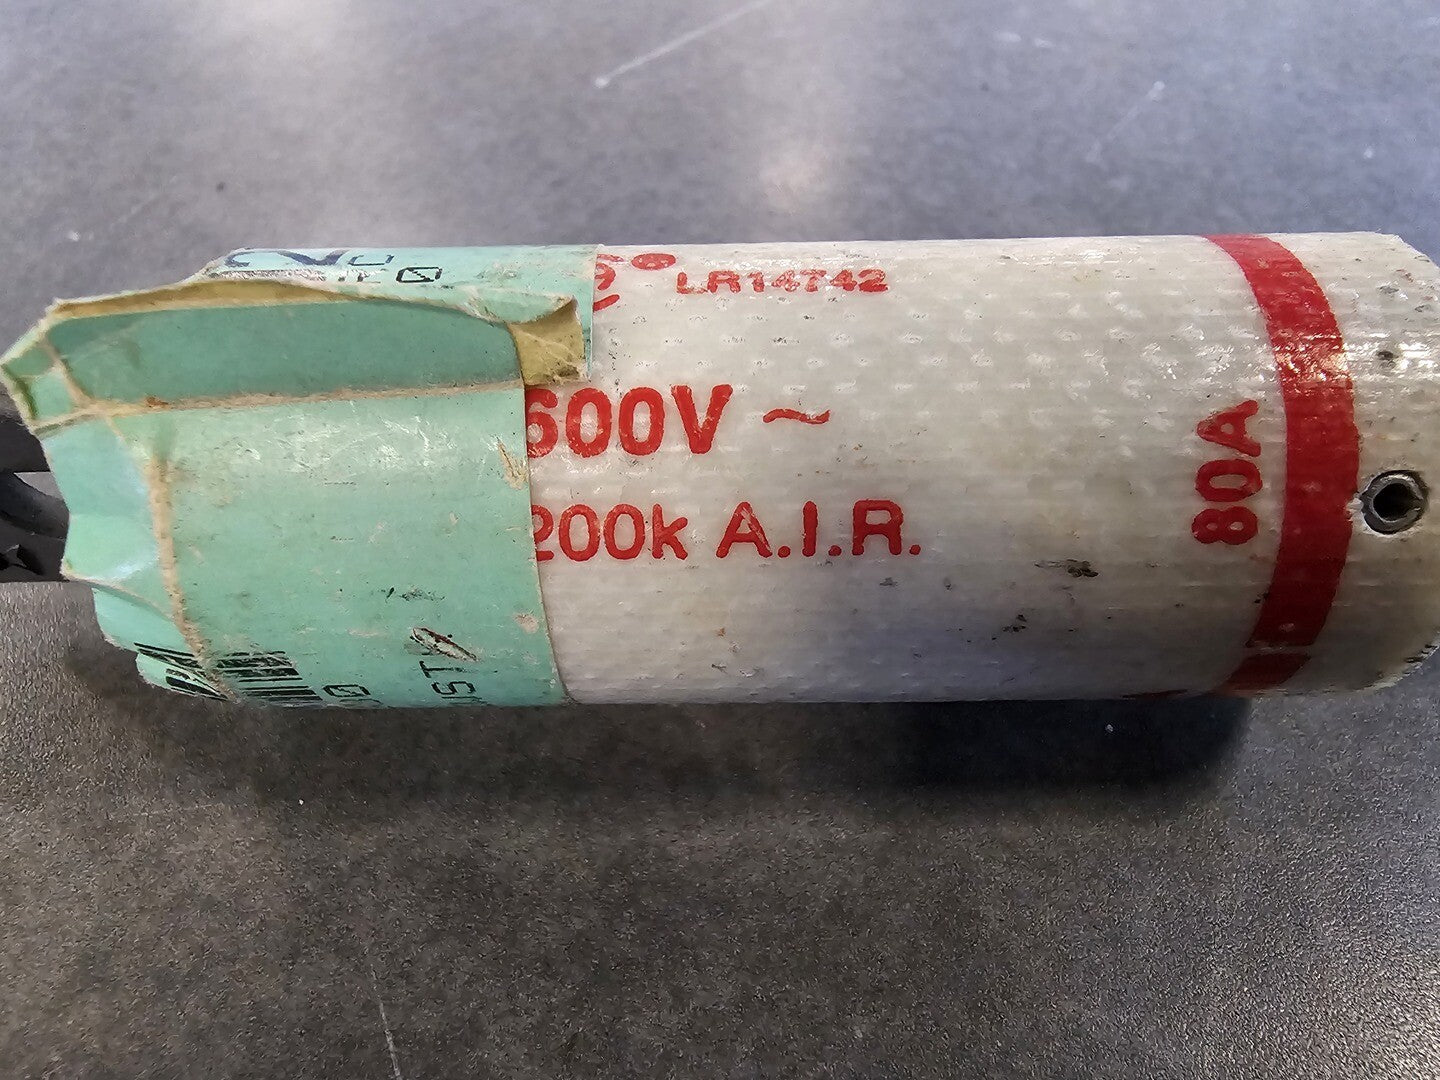 LR14742
600V ~
200k A.I.R.
80A